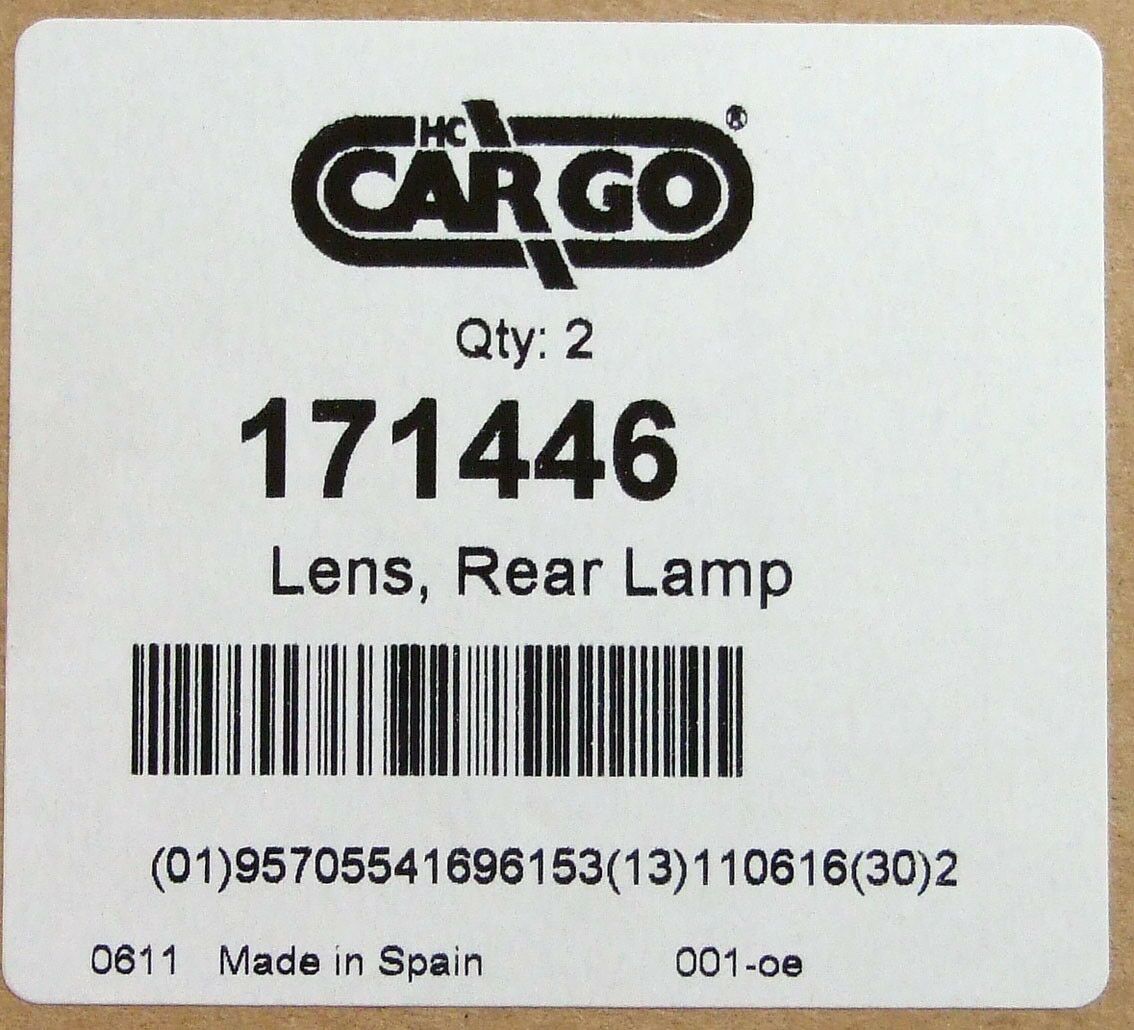 HC
CARGO®
Qty: 2
171446
Lens, Rear Lamp
(01)95705541696153(13)110616(30)2
0611 Made in Spain 001-oe